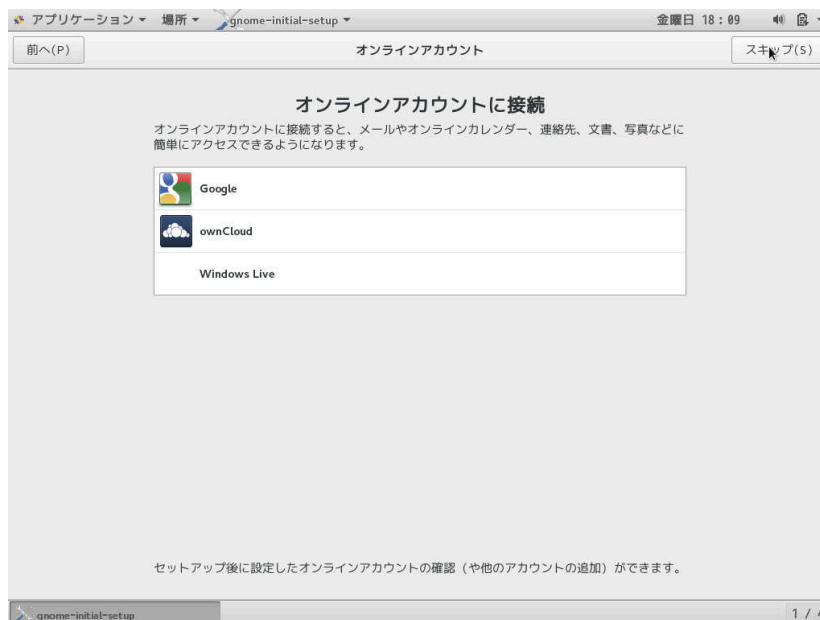 アプリケーション 場所 gnome-initial-setup 金曜日 18:09
前へ(P) オンラインアカウント スキップ(S)
オンラインアカウントに接続
オンラインアカウントに接続すると、メールやオンラインカレンダー、連絡先、文書、写真などに
簡単にアクセスできるようになります。
Google
ownCloud
Windows Live
セットアップ後に設定したオンラインアカウントの確認 (や他のアカウントの追加) ができます。
gnome-initial-setup 1 / 4